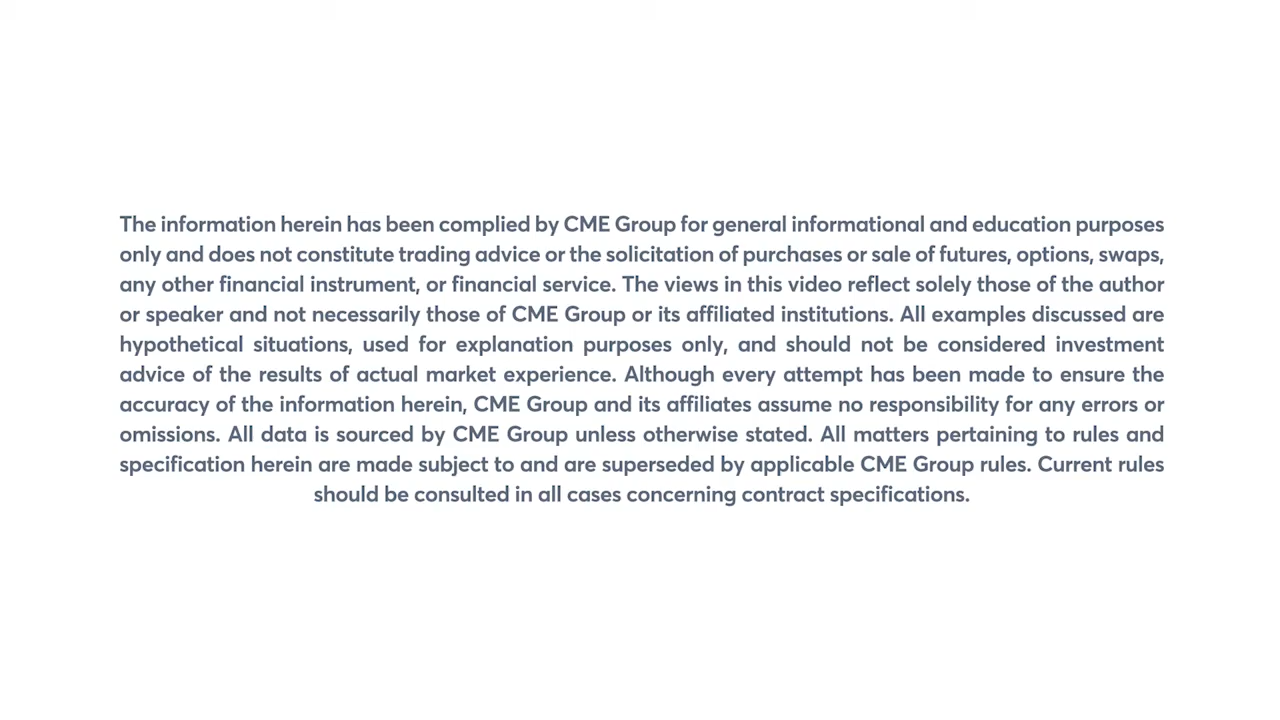 The information herein has been complied by CME Group for general informational and education purposes
only and does not constitute trading advice or the solicitation of purchases or sale of futures, options, swaps,
any other financial instrument, or financial service. The views in this video reflect solely those of the author
or speaker and not necessarily those of CME Group or its affiliated institutions. All examples discussed are
hypothetical situations, used for explanation purposes only, and should not be considered investment
advice of the results of actual market experience. Although every attempt has been made to ensure the
accuracy of the information herein, CME Group and its affiliates assume no responsibility for any errors or
omissions. All data is sourced by CME Group unless otherwise stated. All matters pertaining to rules and
specification herein are made subject to and are superseded by applicable CME Group rules. Current rules
should be consulted in all cases concerning contract specifications.